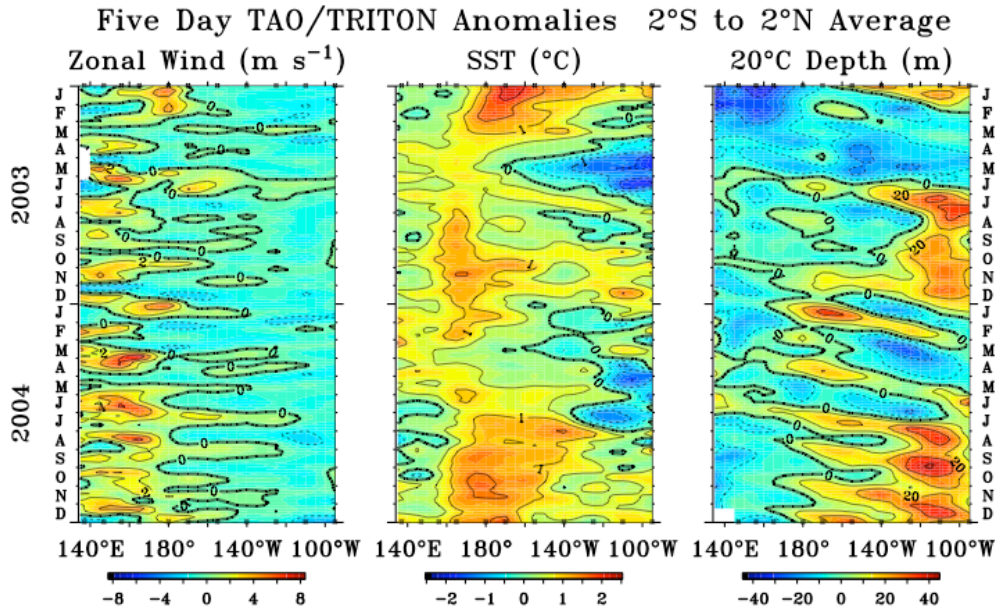 Five Day TAO/TRITON Anomalies 2°S to 2°N Average
Zonal Wind (m s⁻¹) SST (°C) 20°C Depth (m)
2003
J
F
M
A
M
J
J
A
S
O
N
D
2004
J
F
M
A
M
J
J
A
S
O
N
D
J
F
M
A
M
J
J
A
S
O
N
D
J
F
M
A
M
J
J
A
S
O
N
D
140°E 180° 140°W 100°W 140°E 180° 140°W 100°W 140°E 180° 140°W 100°W
-8 -4 0 4 8 -2 -1 0 1 2 -40 -20 0 20 40